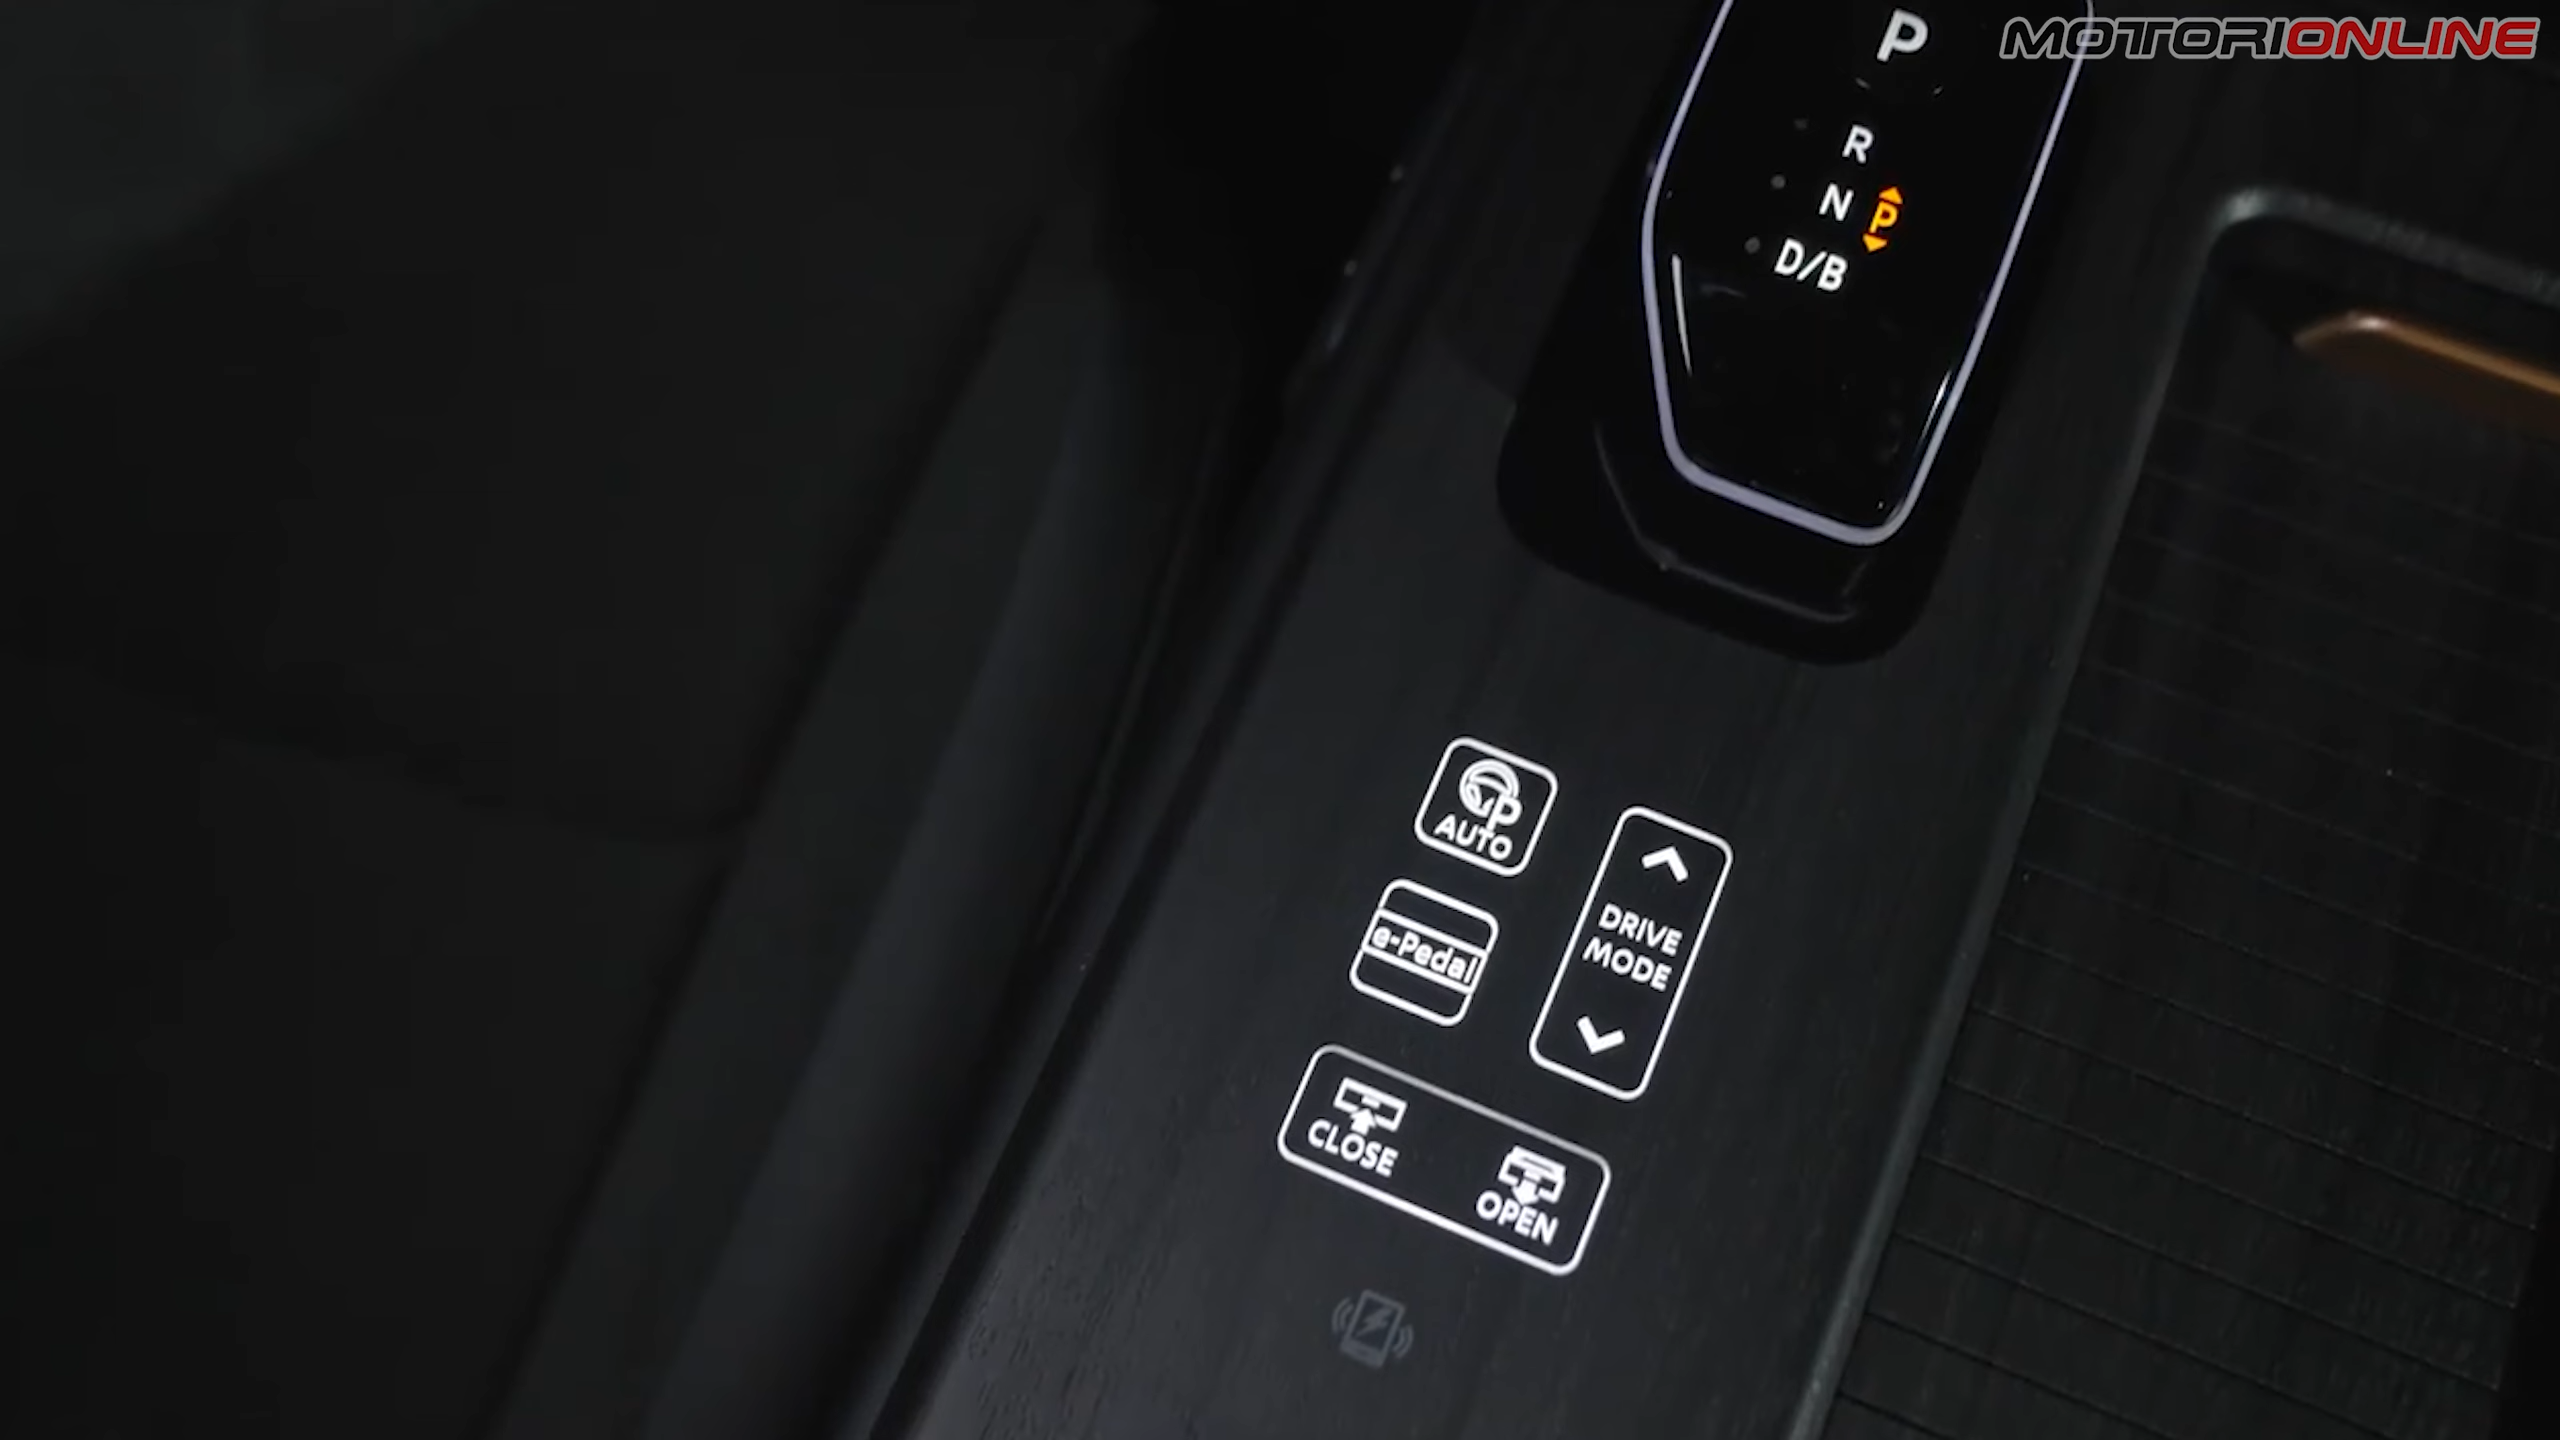 MOTORIONLINE
P
R
N P
D/B
P
AUTO
e-Pedal
DRIVE
MODE
CLOSE
OPEN